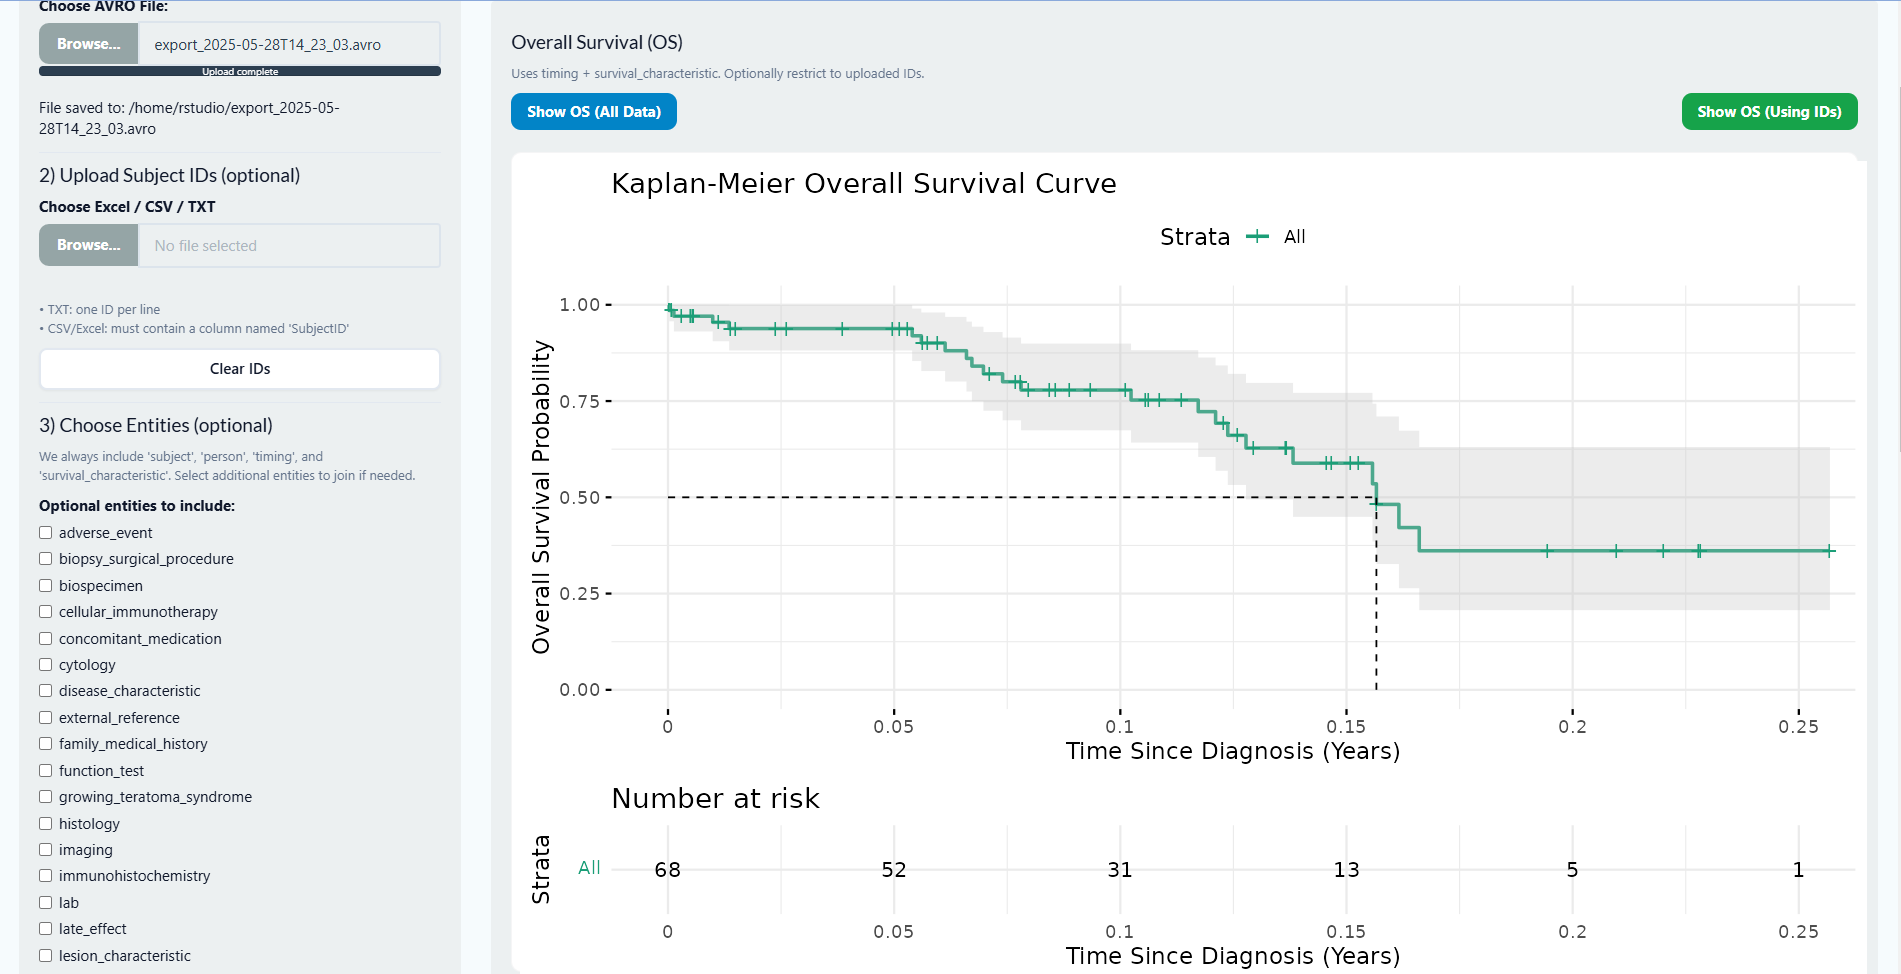 Choose AVRO File:
Browse...
export_2025-05-28T14_23_03.avro
Upload complete
File saved to: /home/rstudio/export_2025-05-
28T14_23_03.avro
2) Upload Subject IDs (optional)
Choose Excel / CSV / TXT
Browse...
No file selected
• TXT: one ID per line
• CSV/Excel: must contain a column named 'SubjectID'
Clear IDs
3) Choose Entities (optional)
We always include 'subject', 'person', 'timing', and
'survival_characteristic'. Select additional entities to join if needed.
Optional entities to include:
adverse_event
biopsy_surgical_procedure
biospecimen
cellular_immunotherapy
concomitant_medication
cytology
disease_characteristic
external_reference
family_medical_history
function_test
growing_teratoma_syndrome
histology
imaging
immunohistochemistry
lab
late_effect
lesion_characteristic
Overall Survival (OS)
Uses timing + survival_characteristic. Optionally restrict to uploaded IDs.
Show OS (All Data)
Show OS (Using IDs)
Kaplan-Meier Overall Survival Curve
Strata All
Overall Survival Probability
1.00
0.75
0.50
0.25
0.00
0 0.05 0.1 0.15 0.2 0.25
Time Since Diagnosis (Years)
Number at risk
Strata
All
68 52 31 13 5 1
0 0.05 0.1 0.15 0.2 0.25
Time Since Diagnosis (Years)